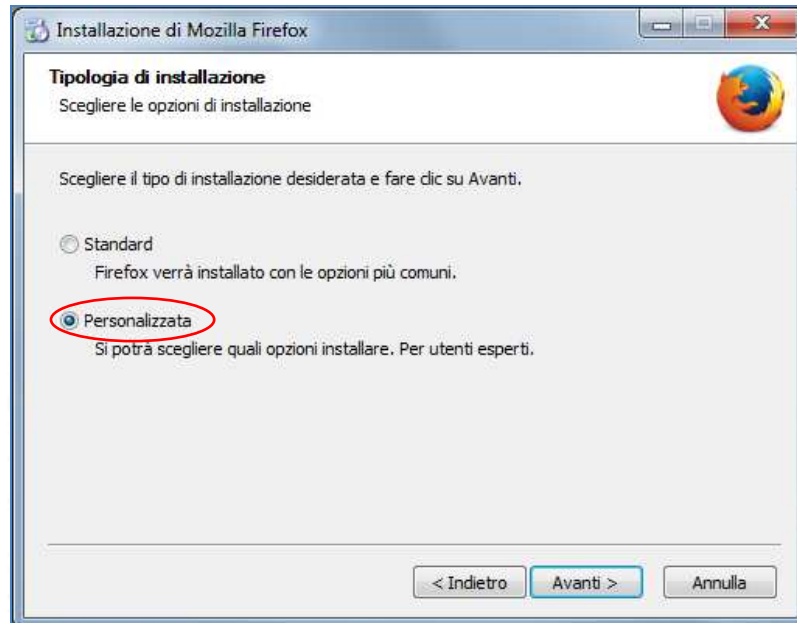 Installazione di Mozilla Firefox
Tipologia di installazione
Scegliere le opzioni di installazione
Scegliere il tipo di installazione desiderata e fare clic su Avanti.
Standard
Firefox verrà installato con le opzioni più comuni.
Personalizzata
Si potrà scegliere quali opzioni installare. Per utenti esperti.
< Indietro Avanti > Annulla